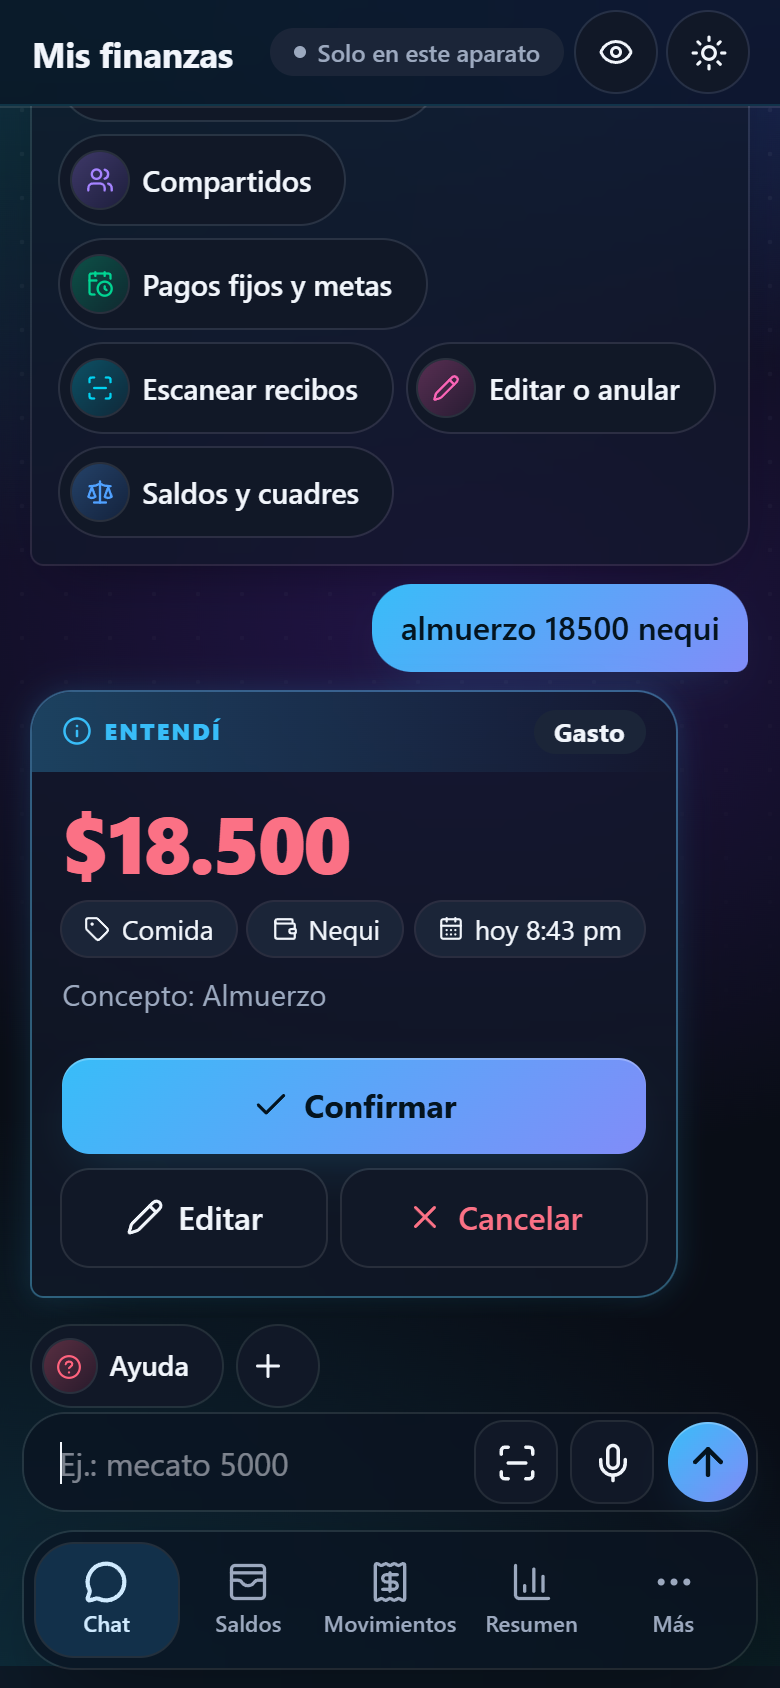 Mis finanzas
Solo en este aparato
Compartidos
Pagos fijos y metas
Escanear recibos
Editar o anular
Saldos y cuadres
almuerzo 18500 nequi
ENTENDÍ
Gasto
$18.500
Comida
Nequi
hoy 8:43 pm
Concepto: Almuerzo
Confirmar
Editar
Cancelar
Ayuda
Ej.: mecato 5000
Chat
Saldos
Movimientos
Resumen
Más